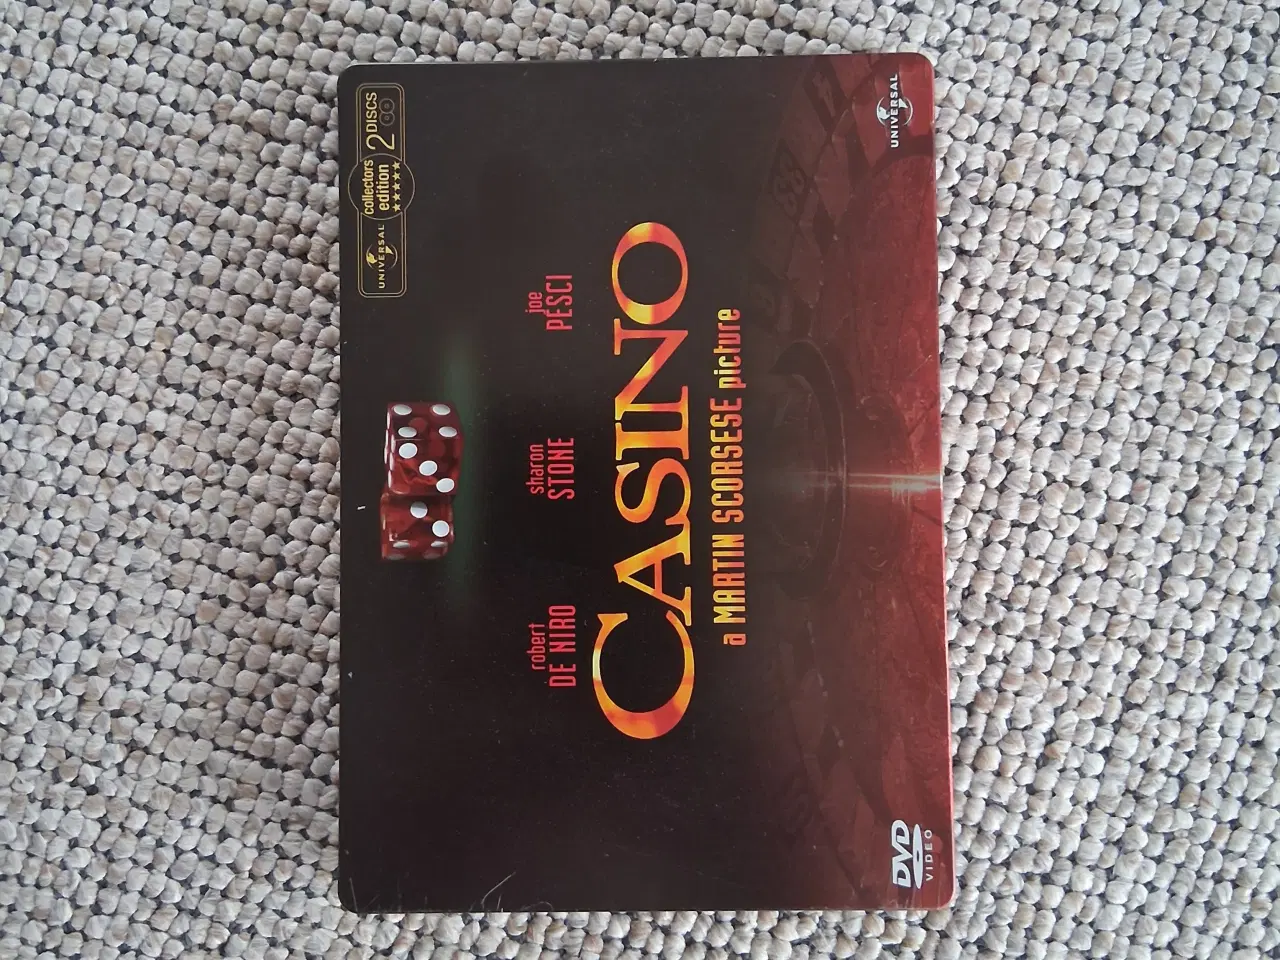 UNIVERSAL
collectors
edition
★★★★★
2 DISCS
robert
DE NIRO
sharon
STONE
joe
PESCI
CASINO
a MARTIN SCORSESE picture
DVD
VIDEO
UNIVERSAL